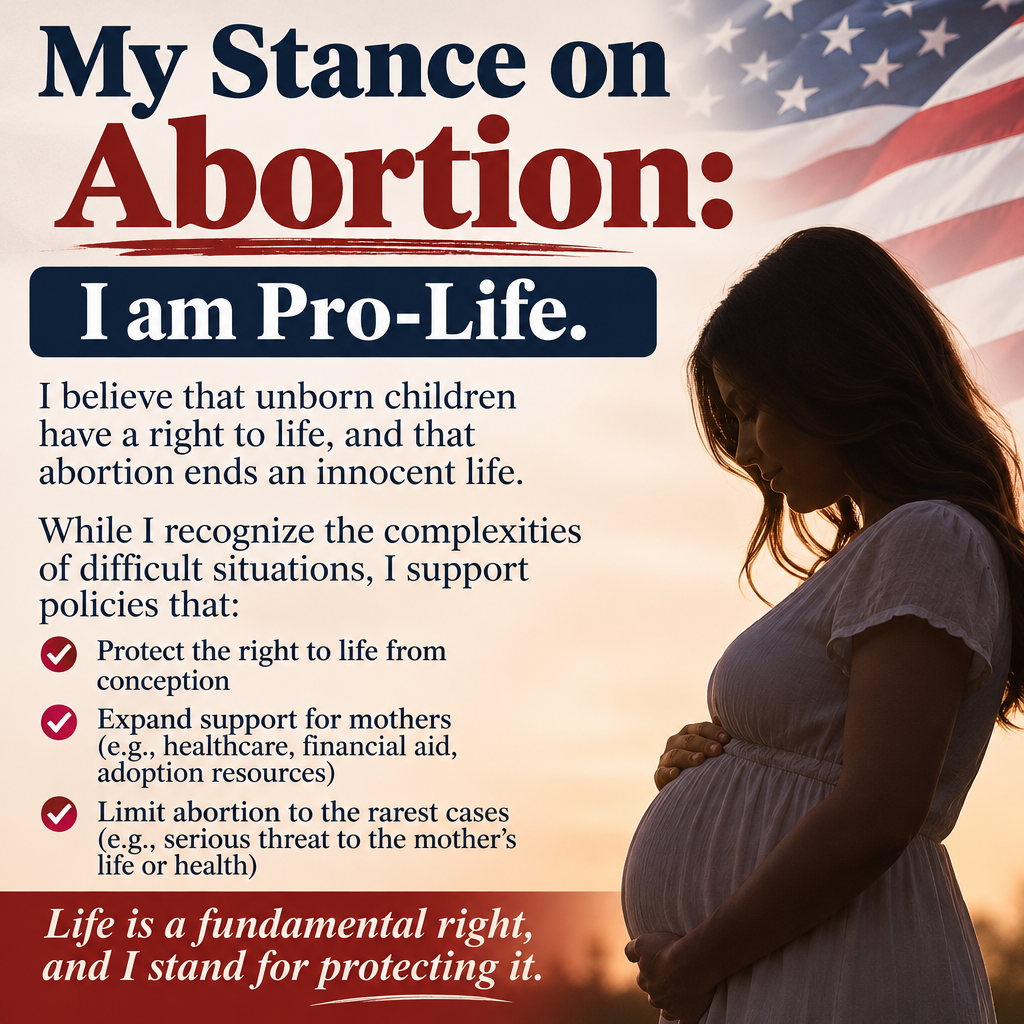 My Stance on
Abortion:
I am Pro-Life.
I believe that unborn children
have a right to life, and that
abortion ends an innocent life.
While I recognize the complexities
of difficult situations, I support
policies that:
Protect the right to life from
conception
Expand support for mothers
(e.g., healthcare, financial aid,
adoption resources)
Limit abortion to the rarest cases
(e.g., serious threat to the mother’s
life or health)
Life is a fundamental right,
and I stand for protecting it.